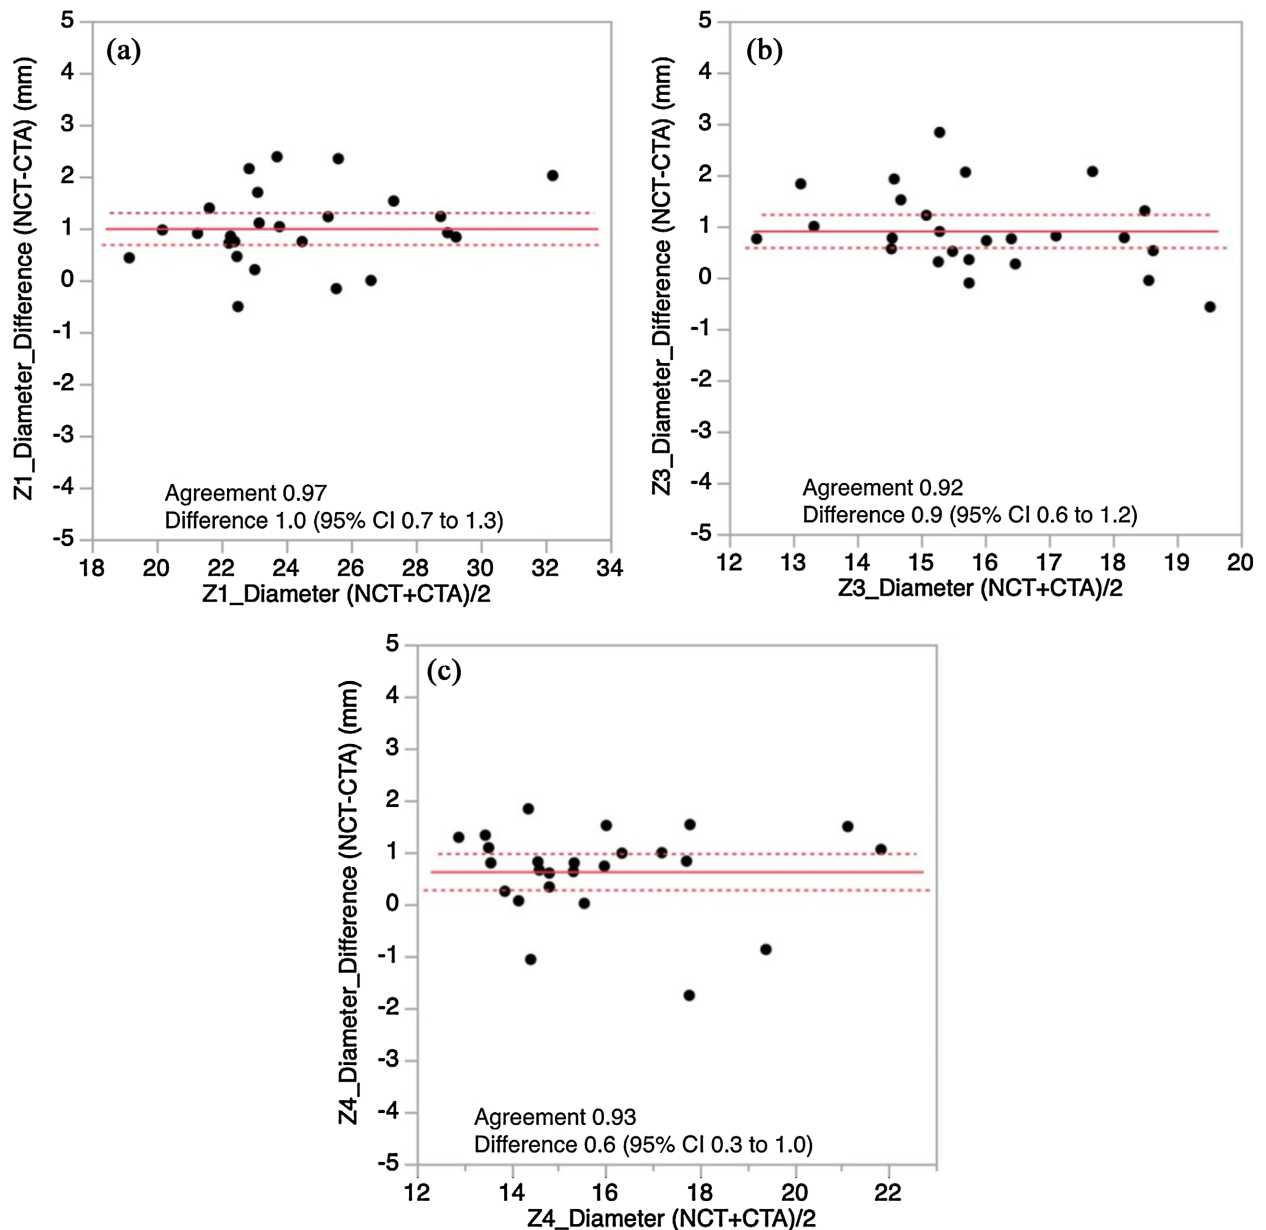 (a)
Z1_Diameter_Difference (NCT-CTA) (mm)
5
4
3
2
1
0
-1
-2
-3
-4
-5
Agreement 0.97
Difference 1.0 (95% CI 0.7 to 1.3)
18 20 22 24 26 28 30 32 34
Z1_Diameter (NCT+CTA)/2
(b)
Z3_Diameter_Difference (NCT-CTA) (mm)
5
4
3
2
1
0
-1
-2
-3
-4
-5
Agreement 0.92
Difference 0.9 (95% CI 0.6 to 1.2)
12 13 14 15 16 17 18 19 20
Z3_Diameter (NCT+CTA)/2
(c)
Z4_Diameter_Difference (NCT-CTA) (mm)
5
4
3
2
1
0
-1
-2
-3
-4
-5
Agreement 0.93
Difference 0.6 (95% CI 0.3 to 1.0)
12 14 16 18 20 22
Z4_Diameter (NCT+CTA)/2